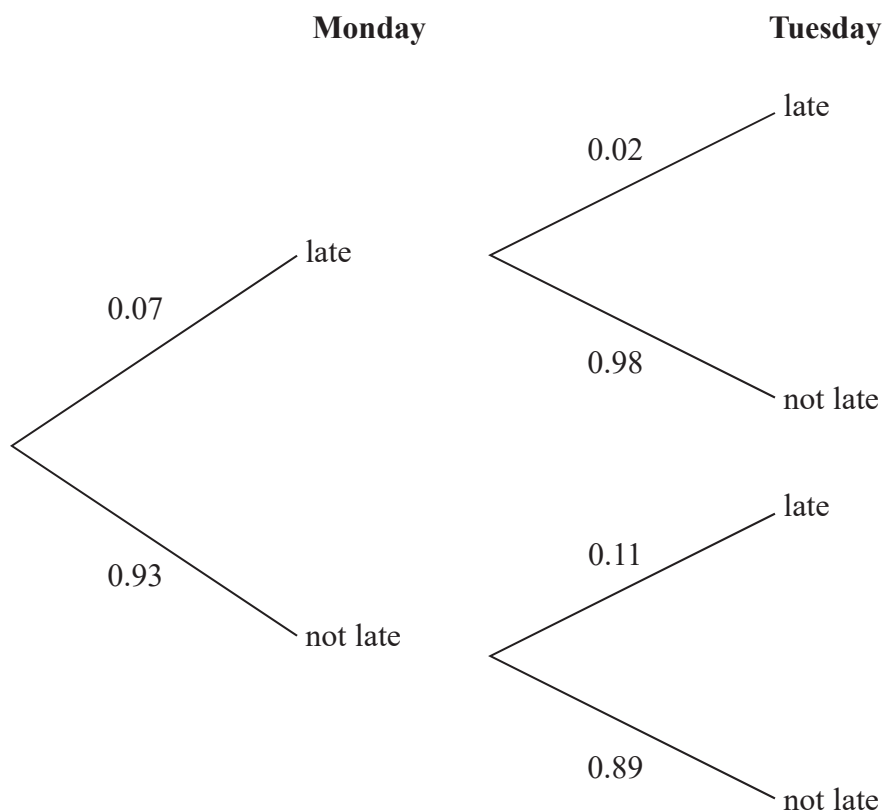 Monday Tuesday
late
0.02
late
0.07
0.98
not late
late
0.11
0.93
not late
0.89
not late